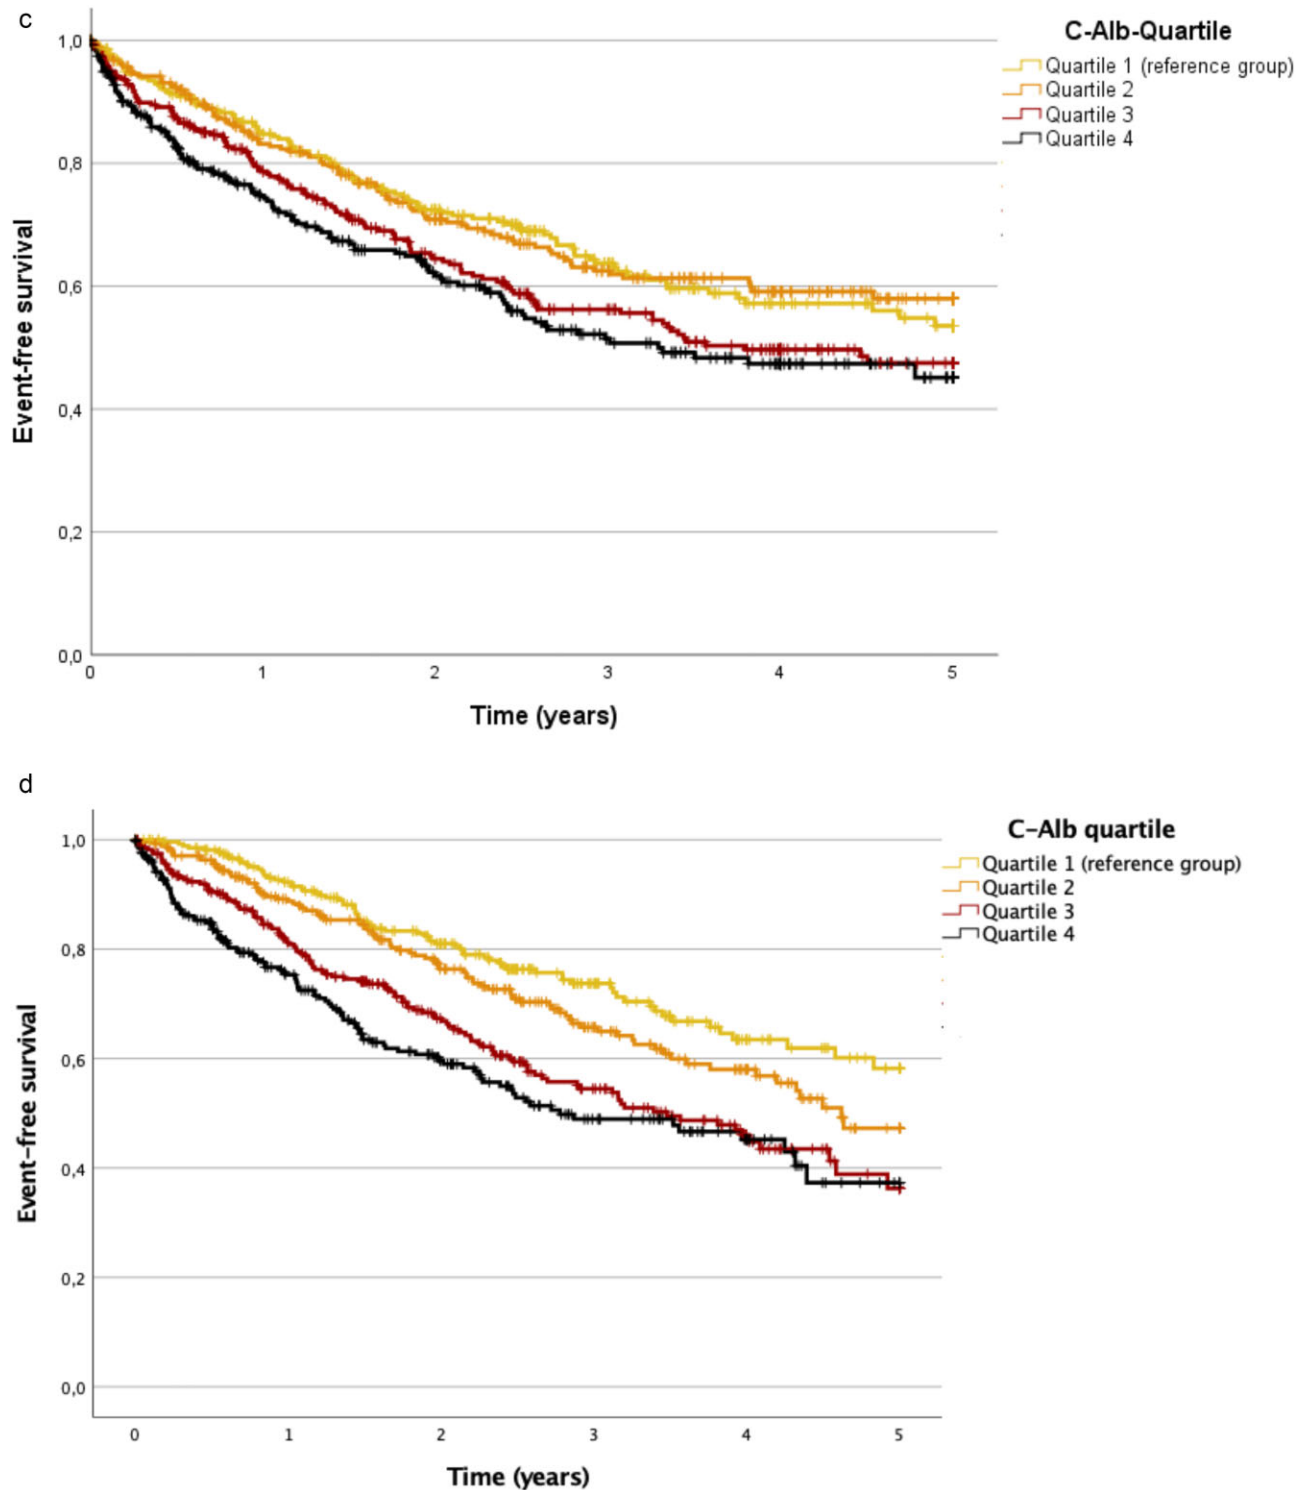 c
C-Alb-Quartile
Quartile 1 (reference group)
Quartile 2
Quartile 3
Quartile 4
1,0
0,8
0,6
0,4
0,2
0,0
Event-free survival
0 1 2 3 4 5
Time (years)
d
C-Alb quartile
Quartile 1 (reference group)
Quartile 2
Quartile 3
Quartile 4
1,0
0,8
0,6
0,4
0,2
0,0
Event-free survival
0 1 2 3 4 5
Time (years)